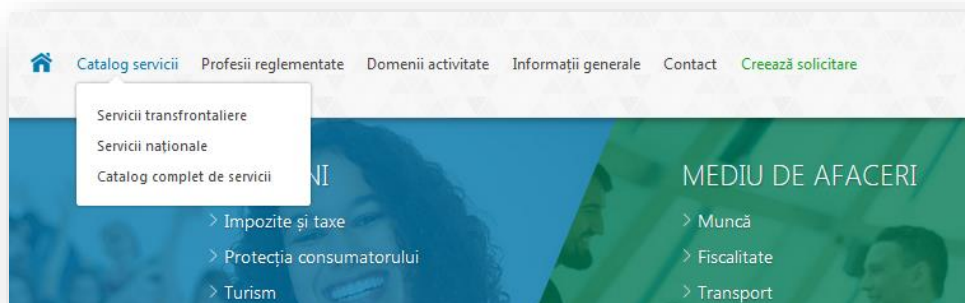 Catalog servicii Profesii reglementate Domenii activitate Informații generale Contact Creează solicitare
Servicii transfrontaliere
Servicii naționale
Catalog complet de servicii
NI
Impozite și taxe
Protecția consumatorului
Turism
MEDIU DE AFACERI
Muncă
Fiscalitate
Transport